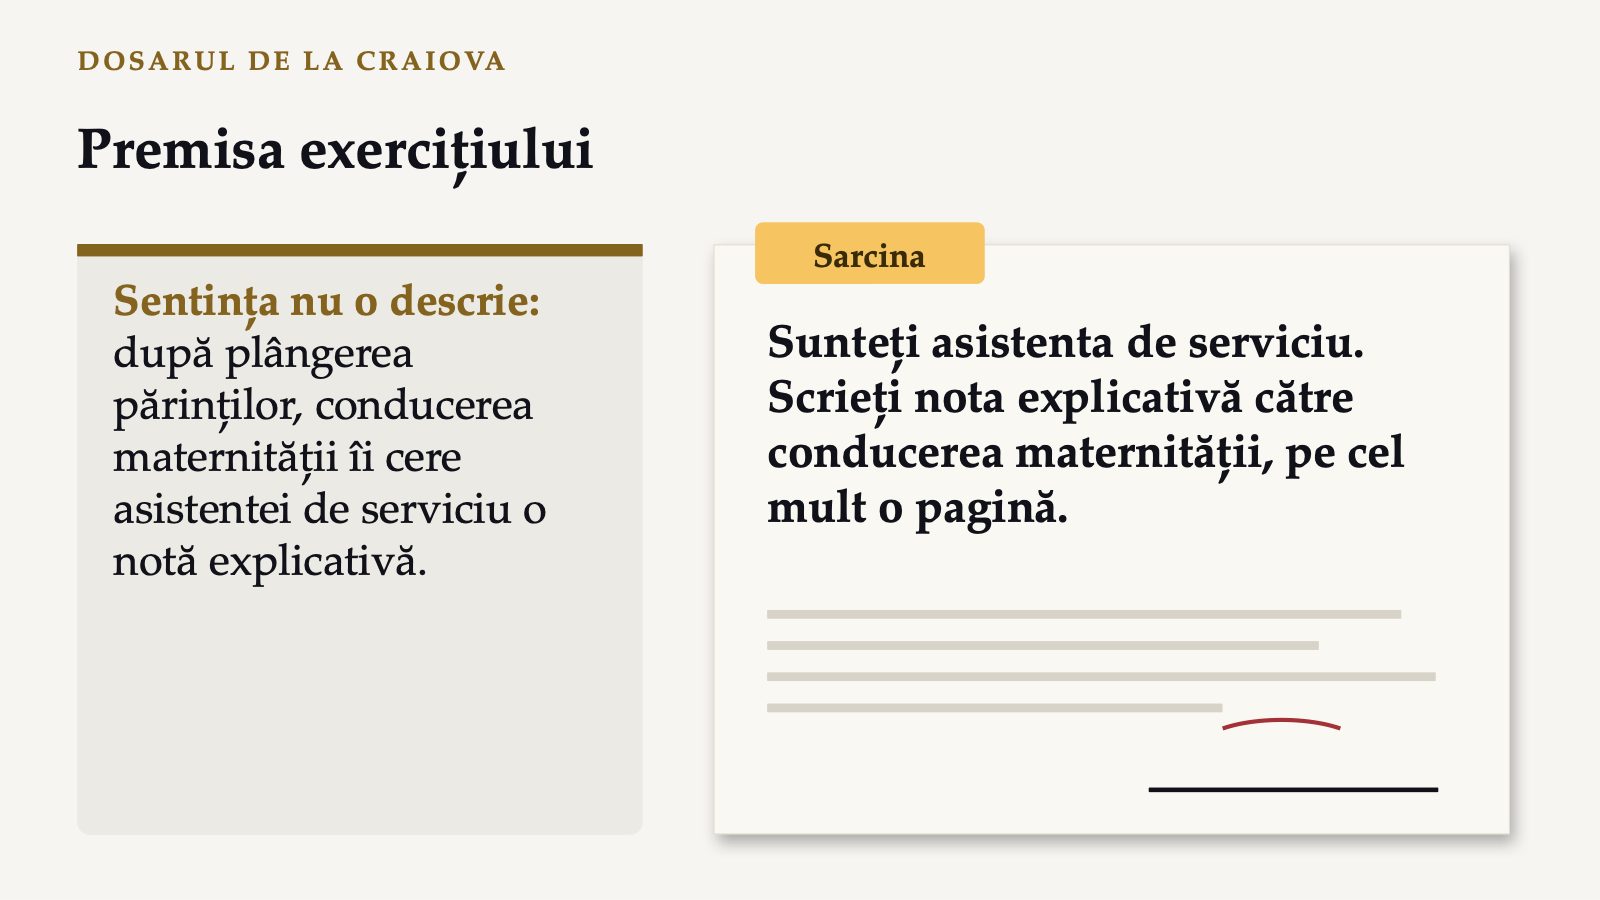 DOSARUL DE LA CRAIOVA
Premisa exercițiului
Sentința nu o descrie:
după plângerea
părinților, conducerea
maternității îi cere
asistentei de serviciu o
notă explicativă.
Sarcina
Sunteți asistenta de serviciu.
Scrieți nota explicativă către
conducerea maternității, pe cel
mult o pagină.